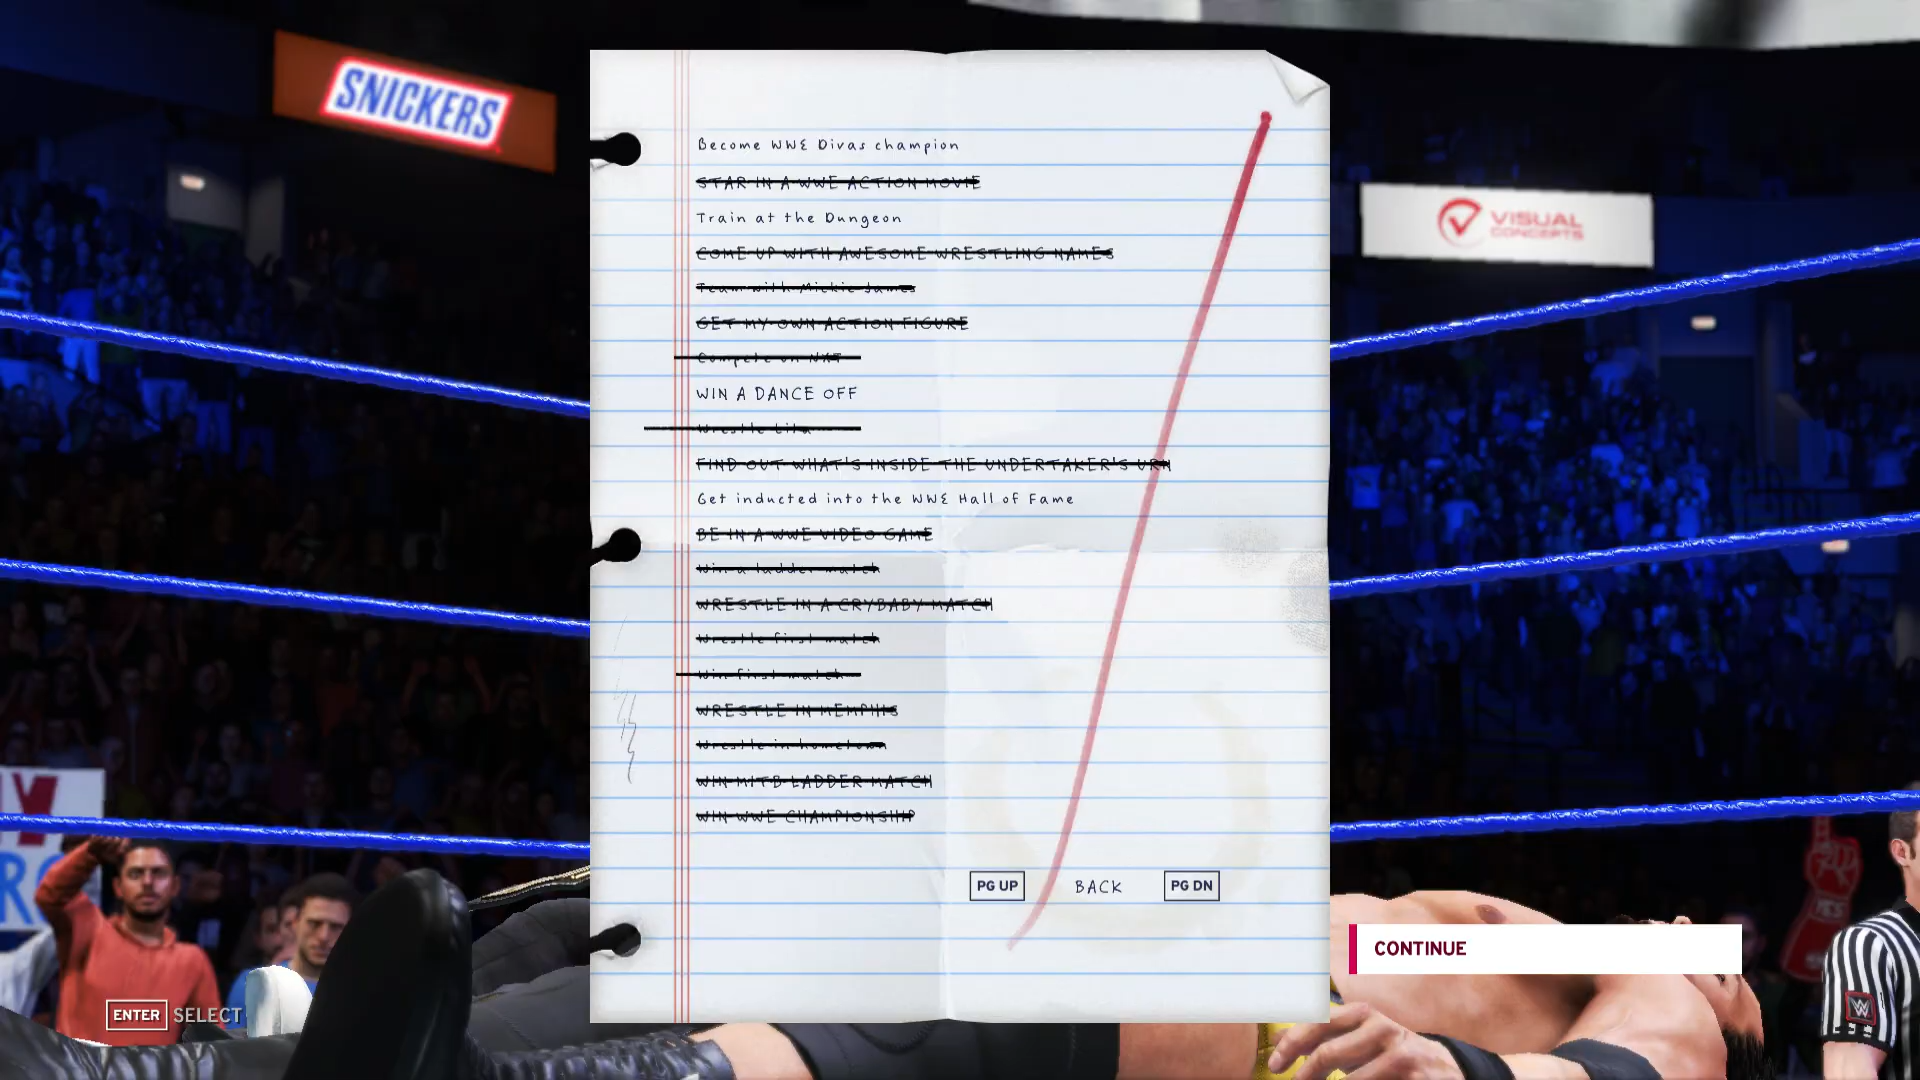 SNICKERS
VISUAL
CONCEPTS
Become WWE Divas champion
STAR IN A WWE ACTION MOVIE
Train at the Dungeon
COME UP WITH AWESOME WRESTLING NAMES
Team with Mickie James
GET MY OWN ACTION FIGURE
Compete on NXT
WIN A DANCE OFF
Wrestle Lita
FIND OUT WHAT'S INSIDE THE UNDERTAKER'S URN
Get inducted into the WWE Hall of Fame
BE IN A WWE VIDEO GAME
Win a ladder match
WRESTLE IN A CRYBABY MATCH
Wrestle first match
Win first match
WRESTLE IN MEMPHIS
Wrestle in hometown
WIN MITB LADDER MATCH
WIN WWE CHAMPIONSHIP
PG UP BACK PG DN
CONTINUE
ENTER SELECT